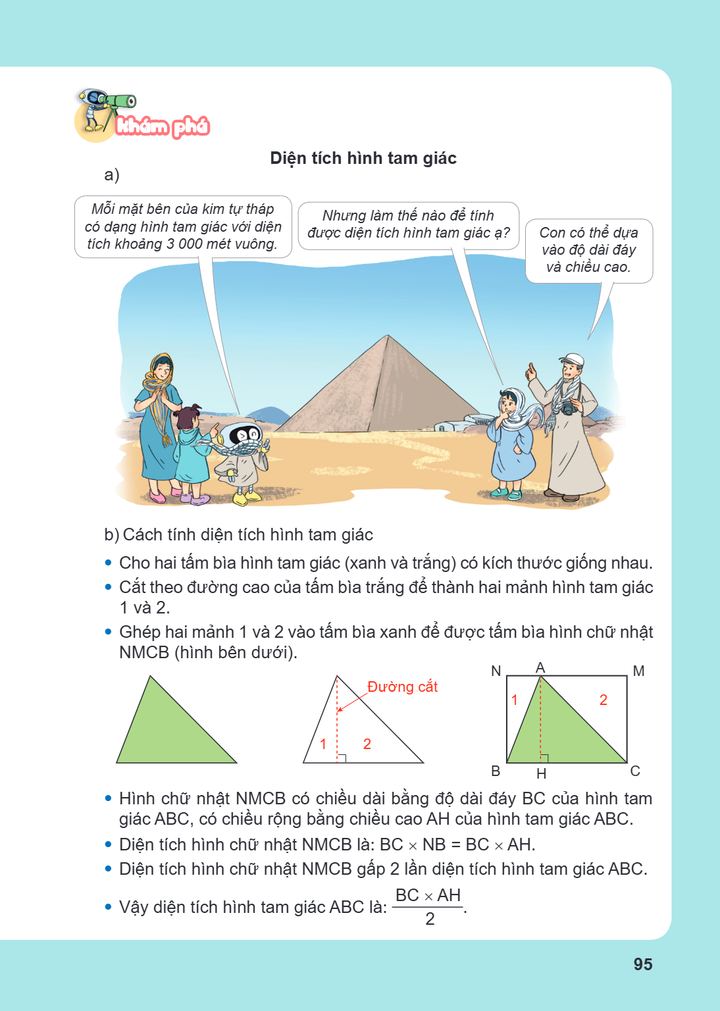 Khám phá
Diện tích hình tam giác
a)
Mỗi mặt bên của kim tự tháp
có dạng hình tam giác với diện
tích khoảng 3 000 mét vuông.
Nhưng làm thế nào để tính
được diện tích hình tam giác ạ?
Con có thể dựa
vào độ dài đáy
và chiều cao.
b) Cách tính diện tích hình tam giác
• Cho hai tấm bìa hình tam giác (xanh và trắng) có kích thước giống nhau.
• Cắt theo đường cao của tấm bìa trắng để thành hai mảnh hình tam giác
1 và 2.
• Ghép hai mảnh 1 và 2 vào tấm bìa xanh để được tấm bìa hình chữ nhật
NMCB (hình bên dưới).
Đường cắt
1 2
N A M
1 2
B H C
• Hình chữ nhật NMCB có chiều dài bằng độ dài đáy BC của hình tam
giác ABC, có chiều rộng bằng chiều cao AH của hình tam giác ABC.
• Diện tích hình chữ nhật NMCB là: BC × NB = BC × AH.
• Diện tích hình chữ nhật NMCB gấp 2 lần diện tích hình tam giác ABC.
• Vậy diện tích hình tam giác ABC là: BC × AH / 2.
95